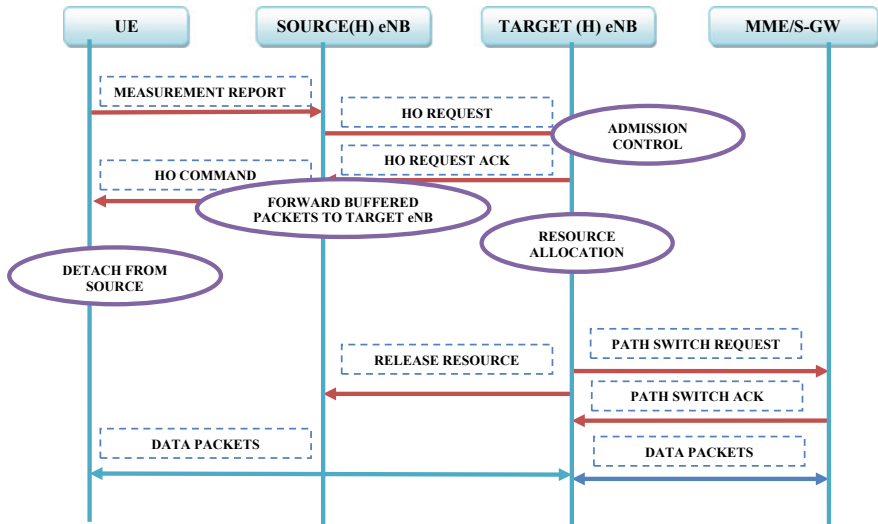 UE
SOURCE(H) eNB
TARGET (H) eNB
MME/S-GW
MEASUREMENT REPORT
HO REQUEST
ADMISSION
CONTROL
HO REQUEST ACK
HO COMMAND
FORWARD BUFFERED
PACKETS TO TARGET eNB
RESOURCE
ALLOCATION
DETACH FROM
SOURCE
PATH SWITCH REQUEST
RELEASE RESOURCE
PATH SWITCH ACK
DATA PACKETS
DATA PACKETS